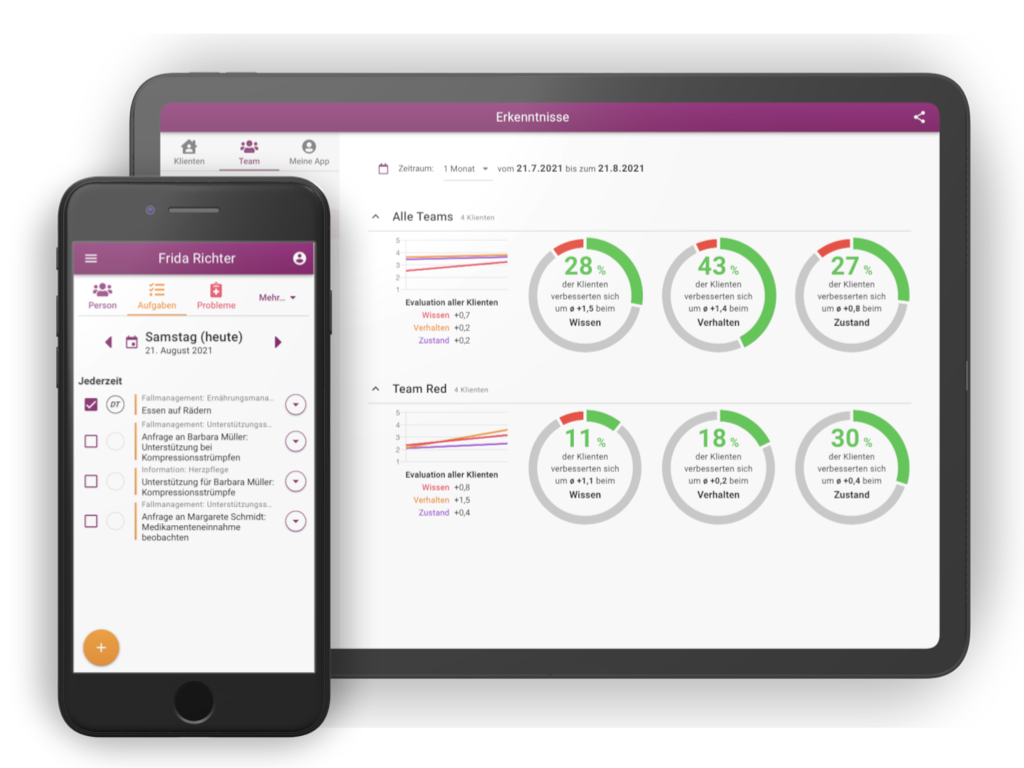 Erkenntnisse
Klienten
Team
Meine App
Zeitraum: 1 Monat vom 21.7.2021 bis zum 21.8.2021
Alle Teams 4 Klienten
5
4
3
2
1
Evaluation aller Klienten
Wissen +0,7
Verhalten +0,2
Zustand +0,2
28 %
der Klienten
verbesserten sich
um ø +1,5 beim
Wissen
43 %
der Klienten
verbesserten sich
um ø +1,4 beim
Verhalten
27 %
der Klienten
verbesserten sich
um ø +0,8 beim
Zustand
Team Red 4 Klienten
5
4
3
2
1
Evaluation aller Klienten
Wissen +0,8
Verhalten +1,5
Zustand +0,4
11 %
der Klienten
verbesserten sich
um ø +1,1 beim
Wissen
18 %
der Klienten
verbesserten sich
um ø +0,2 beim
Verhalten
30 %
der Klienten
verbesserten sich
um ø +0,4 beim
Zustand
Frida Richter
Person
Aufgaben
Probleme
Mehr...
Samstag (heute)
21. August 2021
Jederzeit
DT
Fallmanagement: Ernährungsmana...
Essen auf Rädern
Fallmanagement: Unterstützungss...
Anfrage an Barbara Müller:
Unterstützung bei
Kompressionsstrümpfen
Information: Herzpflege
Unterstützung für Barbara Müller:
Kompressionsstrümpfe
Fallmanagement: Unterstützungss...
Anfrage an Margarete Schmidt:
Medikamenteneinnahme
beobachten
+